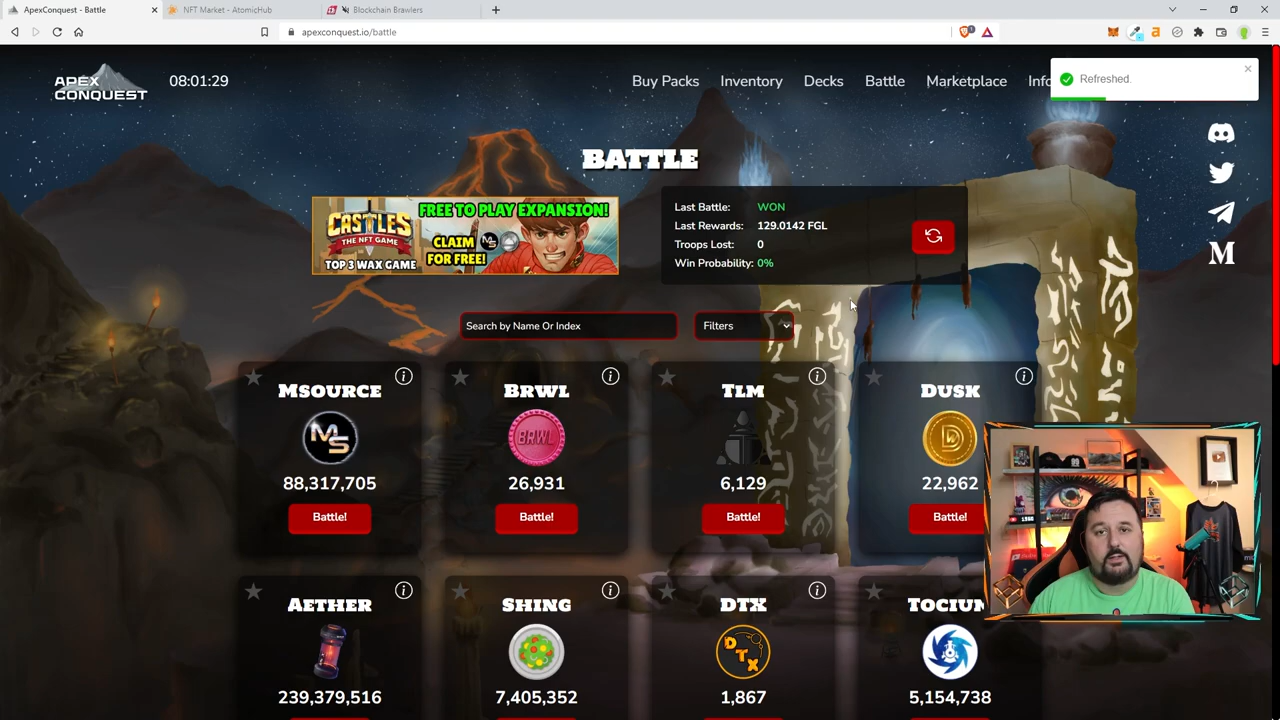 ApexConquest - Battle
NFT Market - AtomicHub
Blockchain Brawlers
apexconquest.io/battle
APEX
CONQUEST
08:01:29
Buy Packs
Inventory
Decks
Battle
Marketplace
Info
Refreshed.
BATTLE
CASTLES
THE NFT GAME
TOP 3 WAX GAME
FREE TO PLAY EXPANSION!
CLAIM
FOR FREE!
MS
Last Battle: WON
Last Rewards: 129.0142 FGL
Troops Lost: 0
Win Probability: 0%
M
Search by Name Or Index
Filters
MSOURCE
MS
88,317,705
Battle!
BRWL
BRWL
26,931
Battle!
TLM
6,129
Battle!
DUSK
D
22,962
Battle!
AETHER
239,379,516
SHING
7,405,352
DTX
DTX
1,867
TOCIUM
5,154,738